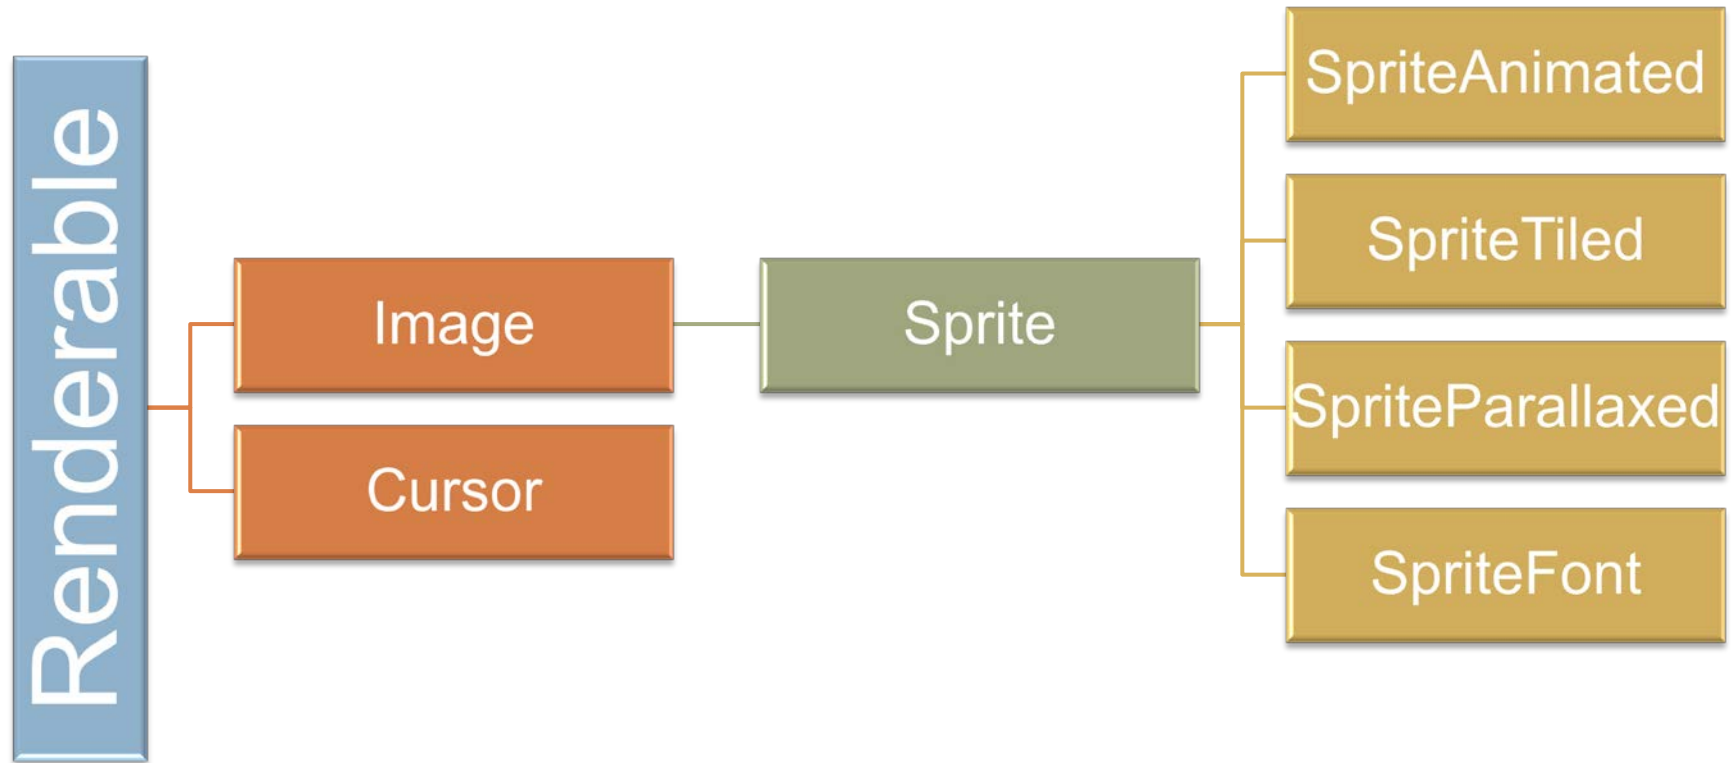 Renderable
Image
Cursor
Sprite
SpriteAnimated
SpriteTiled
SpriteParallaxed
SpriteFont